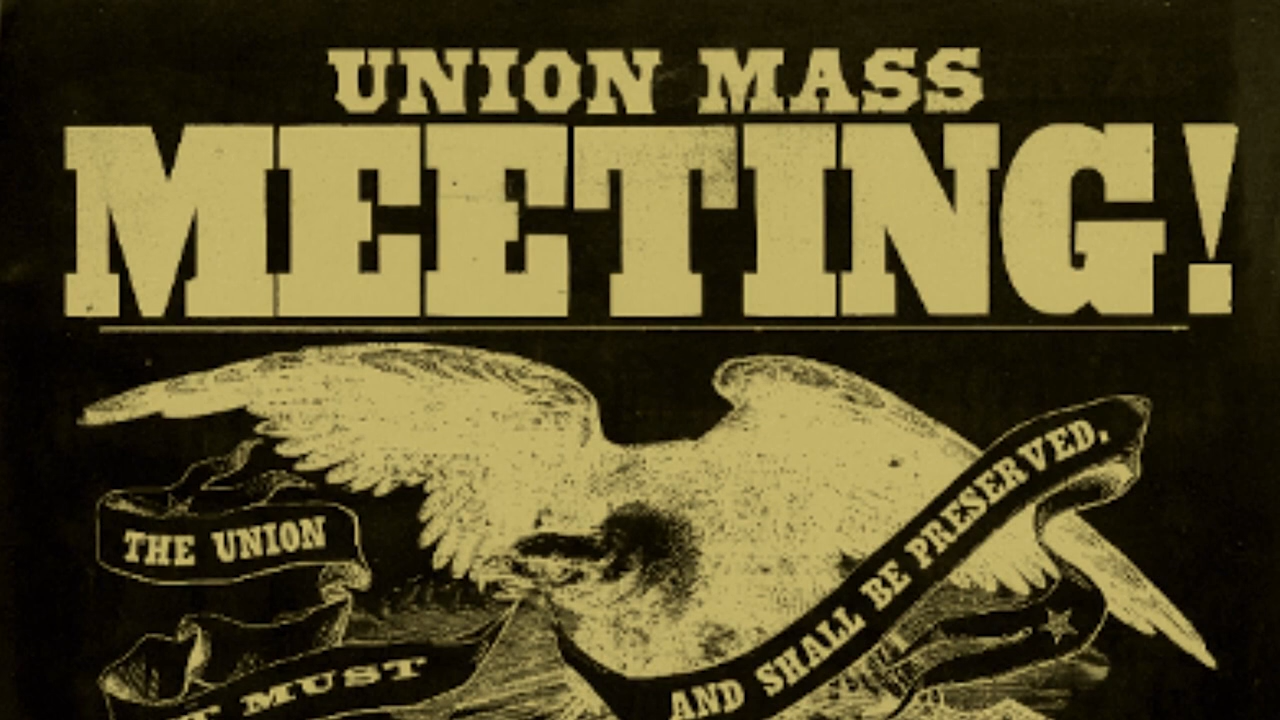 UNION MASS
MEETING!
THE UNION
MUST
AND SHALL BE PRESERVED.